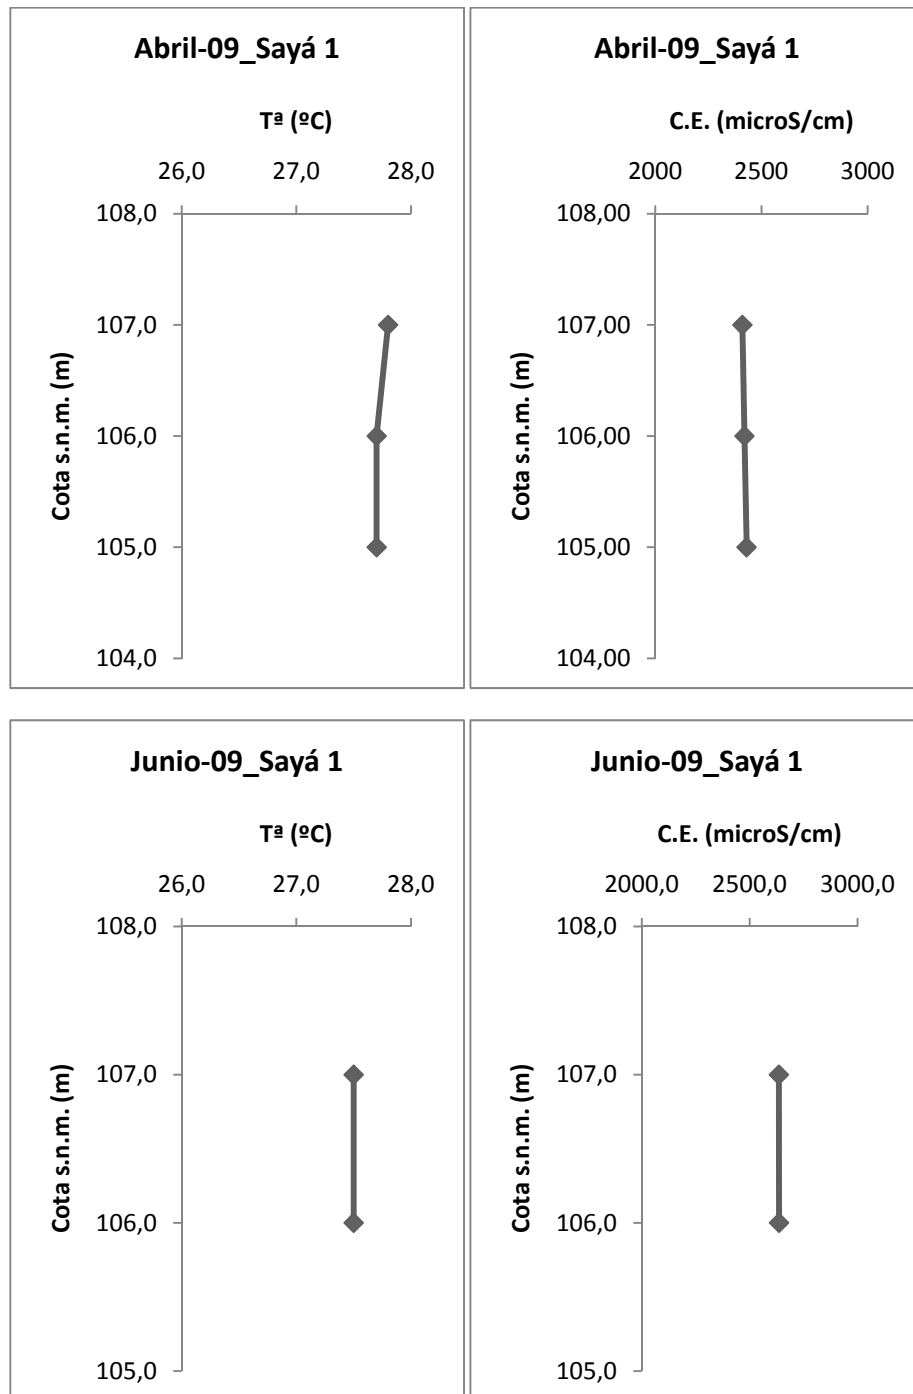 Abril-09_Sayá 1
Tª (ºC)
26,0 27,0 28,0
108,0
107,0
106,0
105,0
104,0
Cota s.n.m. (m)
Abril-09_Sayá 1
C.E. (microS/cm)
2000 2500 3000
108,00
107,00
106,00
105,00
104,00
Cota s.n.m. (m)
Junio-09_Sayá 1
Tª (ºC)
26,0 27,0 28,0
108,0
107,0
106,0
105,0
Cota s.n.m. (m)
Junio-09_Sayá 1
C.E. (microS/cm)
2000,0 2500,0 3000,0
108,0
107,0
106,0
105,0
Cota s.n.m. (m)